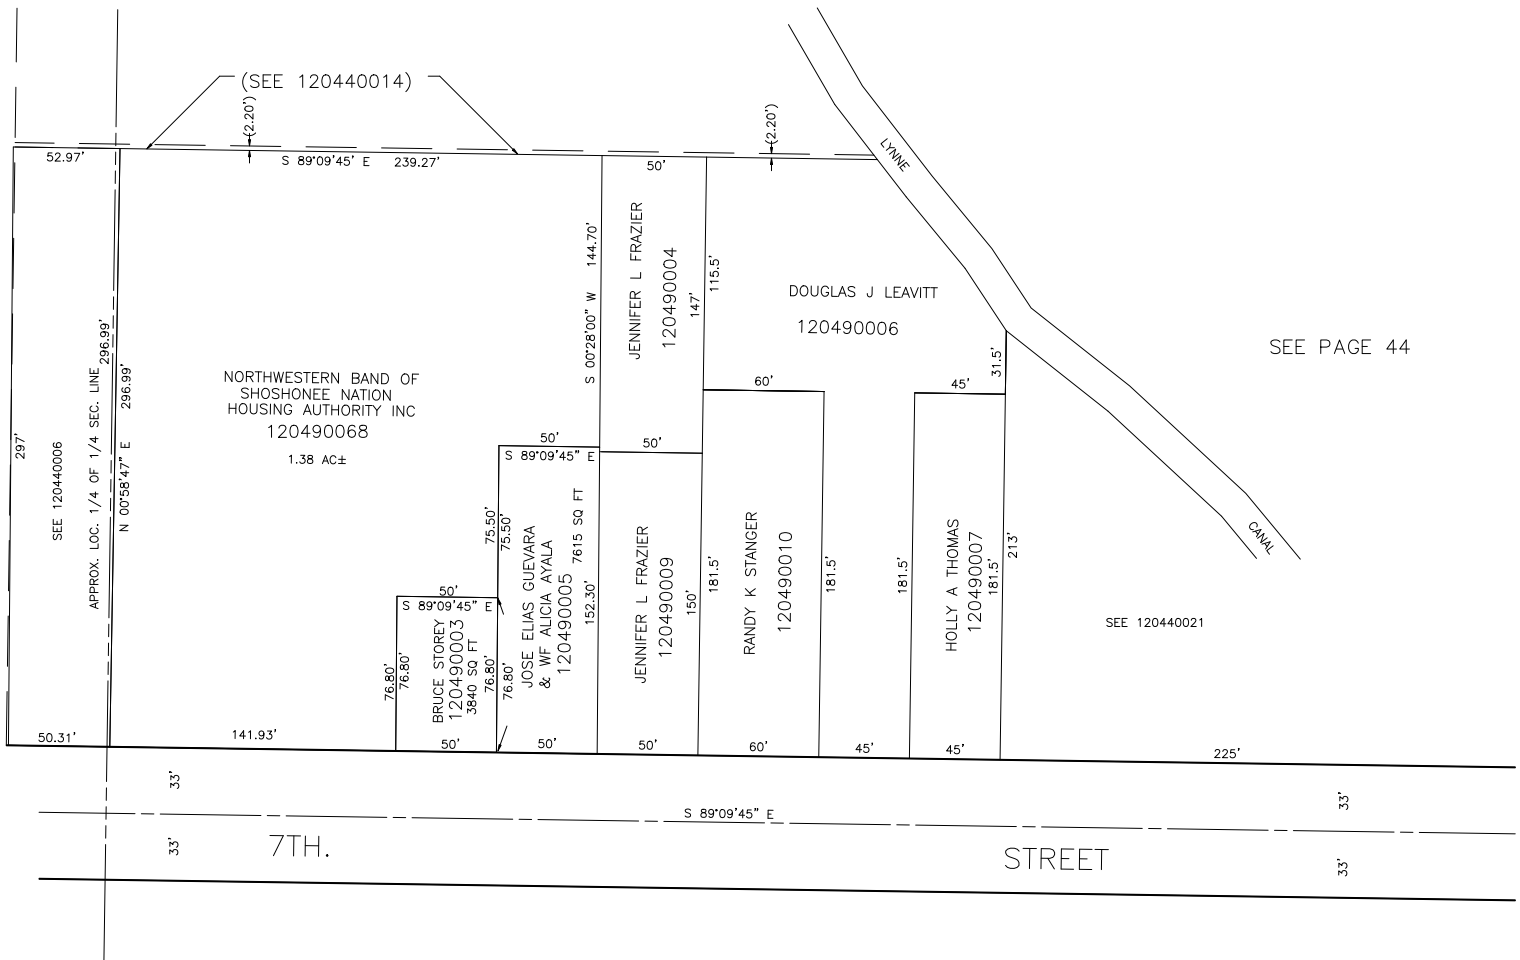 (SEE 120440014)
(2.20')
(2.20')
52.97'
S 89°09'45' E 239.27'
50'
LYNNE
144.70'
S 00°28'00" W
JENNIFER L FRAZIER
120490004
147'
115.5'
DOUGLAS J LEAVITT
120490006
SEE PAGE 44
31.5'
296.99'
296.99'
N 00°58'47" E
APPROX. LOC. 1/4 OF 1/4 SEC. LINE
297'
SEE 120440006
NORTHWESTERN BAND OF
SHOSHONEE NATION
HOUSING AUTHORITY INC
120490068
1.38 AC±
60'
45'
50'
S 89°09'45" E
50'
75.50'
75.50'
JOSE ELIAS GUEVARA
& WF ALICIA AYALA
120490005
7615 SQ FT
152.30'
JENNIFER L FRAZIER
120490009
150'
181.5'
RANDY K STANGER
120490010
181.5'
181.5'
HOLLY A THOMAS
120490007
181.5'
213'
CANAL
SEE 120440021
50'
S 89°09'45" E
76.80'
76.80'
BRUCE STOREY
120490003
3840 SQ FT
76.80'
76.80'
50.31'
141.93'
50'
50'
50'
60'
45'
45'
225'
33'
33'
S 89°09'45" E
33'
33'
7TH. STREET